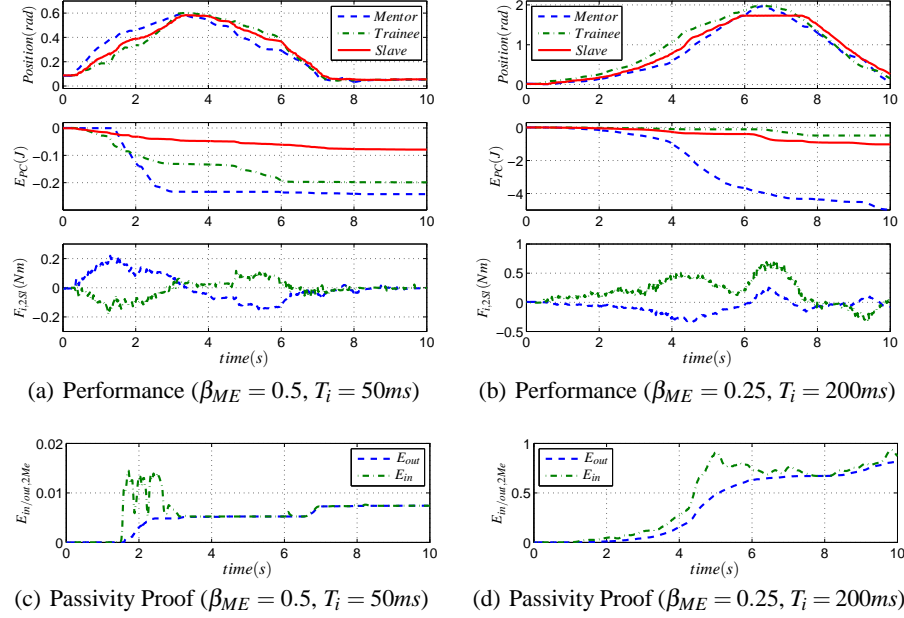 Position(rad)
0.6
0.4
0.2
0
0 2 4 6 8 10
Mentor
Trainee
Slave
Position(rad)
2
1
0
0 2 4 6 8 10
Mentor
Trainee
Slave
E_PC(J)
0
−0.1
−0.2
0 2 4 6 8 10
E_PC(J)
0
−2
−4
0 2 4 6 8 10
F_i,2Sl(Nm)
0.2
0
−0.2
0 2 4 6 8 10
time(s)
F_i,2Sl(Nm)
1
0.5
0
−0.5
0 2 4 6 8 10
time(s)
(a) Performance (β_ME = 0.5, T_i = 50ms)
(b) Performance (β_ME = 0.25, T_i = 200ms)
E_in/out,2Me
0.02
0.01
0
0 2 4 6 8 10
time(s)
E_out
E_in
E_in/out,2Me
1
0.5
0
0 2 4 6 8 10
time(s)
E_out
E_in
(c) Passivity Proof (β_ME = 0.5, T_i = 50ms)
(d) Passivity Proof (β_ME = 0.25, T_i = 200ms)